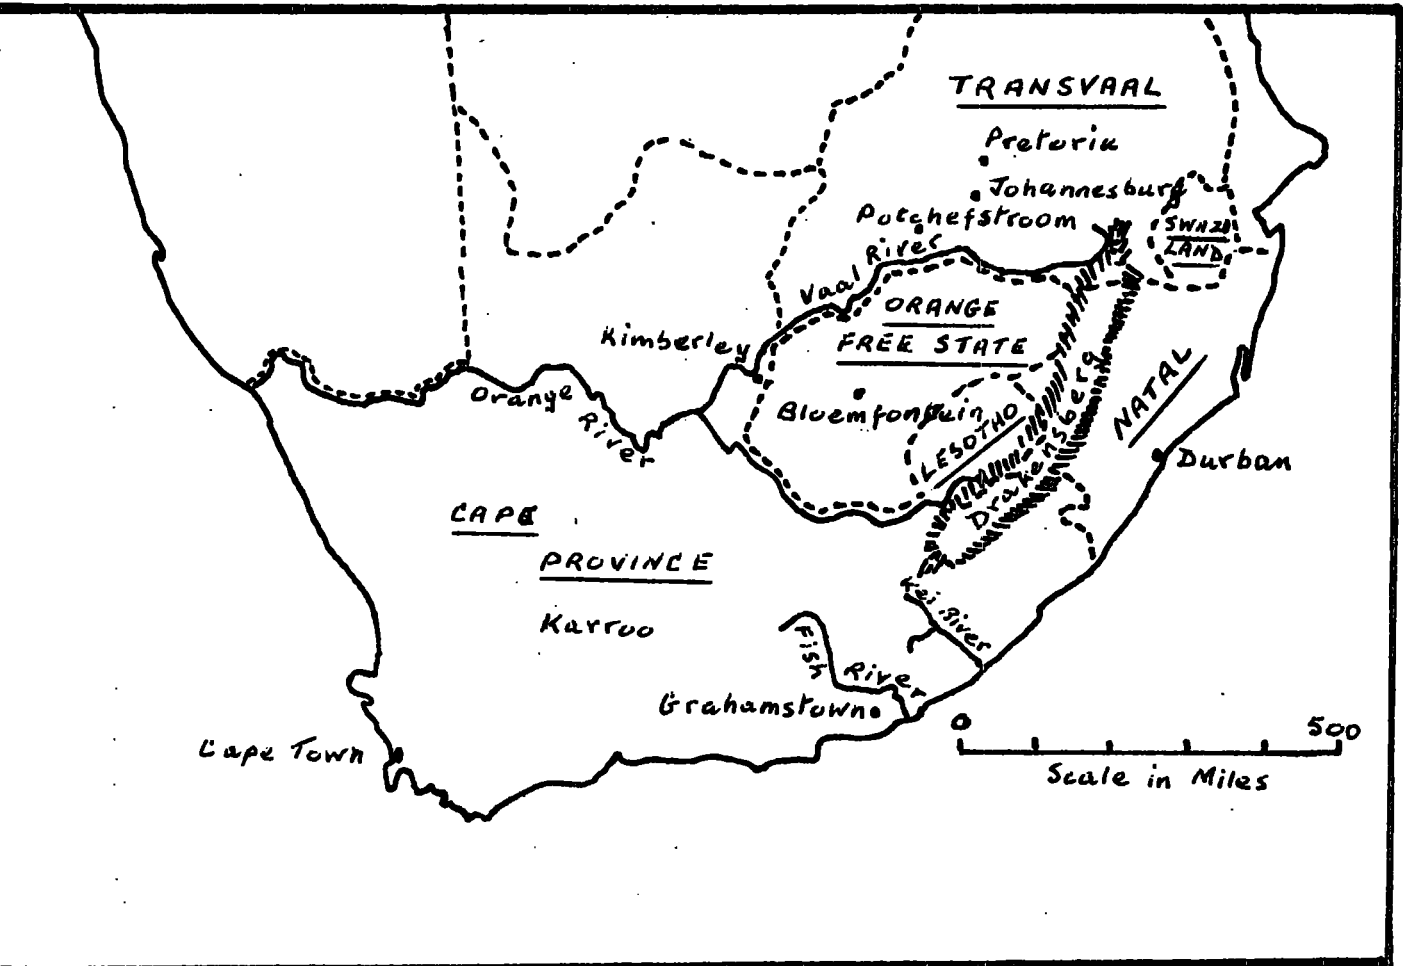 TRANSVAAL
Pretoria
Johannesburg
Potchefstroom
SWAZI
LAND
Vaal River
ORANGE
FREE STATE
Kimberley
Orange
River
Bloemfontein
LESOTHO
Drakensberg
NATAL
Durban
CAPE
PROVINCE
Karroo
Kei River
Fish
River
Grahamstown
Cape Town
0
500
Scale in Miles